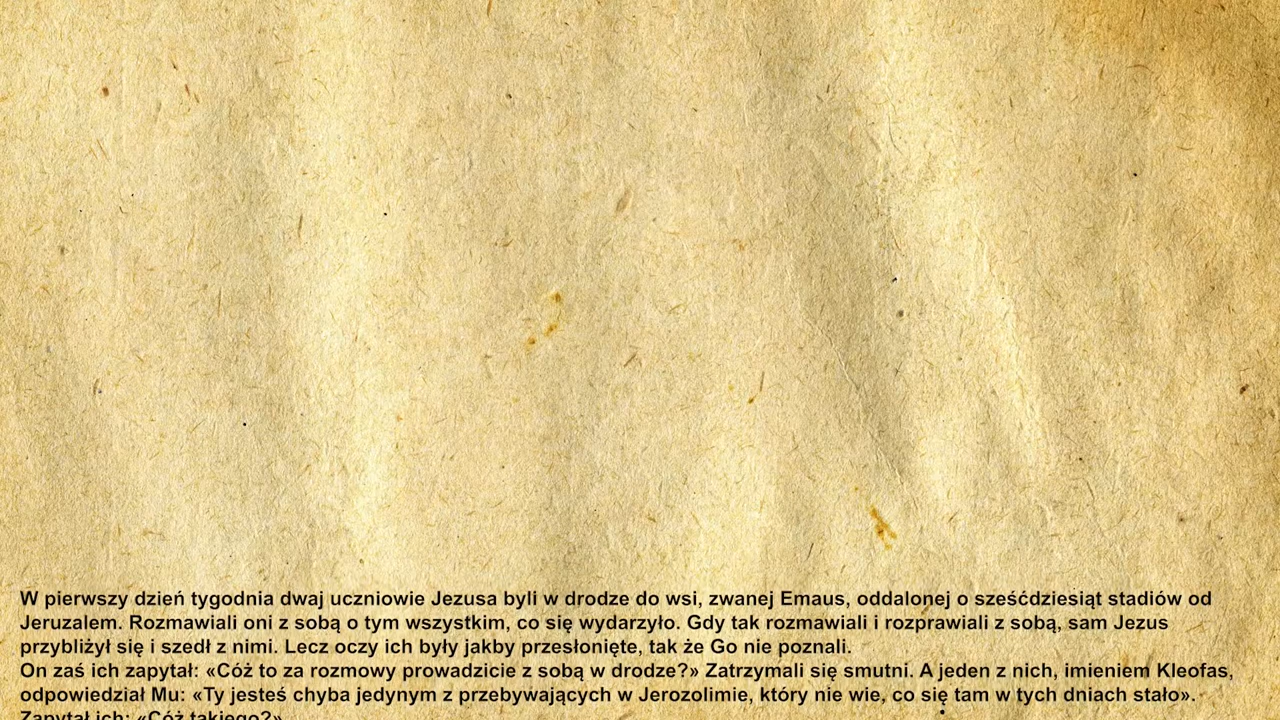 W pierwszy dzień tygodnia dwaj uczniowie Jezusa byli w drodze do wsi, zwanej Emaus, oddalonej o sześćdziesiąt stadiów od
Jeruzalem. Rozmawiali oni z sobą o tym wszystkim, co się wydarzyło. Gdy tak rozmawiali i rozprawiali z sobą, sam Jezus
przybliżył się i szedł z nimi. Lecz oczy ich były jakby przesłonięte, tak że Go nie poznali.
On zaś ich zapytał: «Cóż to za rozmowy prowadzicie z sobą w drodze?» Zatrzymali się smutni. A jeden z nich, imieniem Kleofas,
odpowiedział Mu: «Ty jesteś chyba jedynym z przebywających w Jerozolimie, który nie wie, co się tam w tych dniach stało».
Zapytał ich: «Cóż takiego?»